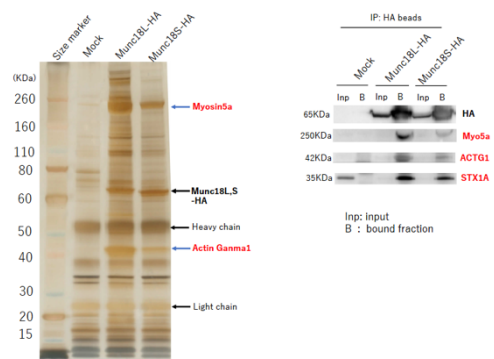 Size marker
Mock
Munc18L-HA
Munc18S-HA
(KDa)
260
160
110
80
60
50
40
30
20
15
Myosin5a
Munc18L,S
-HA
Heavy chain
Actin Ganma1
Light chain
IP: HA beads
Mock
Munc18L-HA
Munc18S-HA
Inp B Inp B Inp B
65KDa HA
250KDa Myo5a
42KDa ACTG1
35KDa STX1A
Inp: input
B : bound fraction